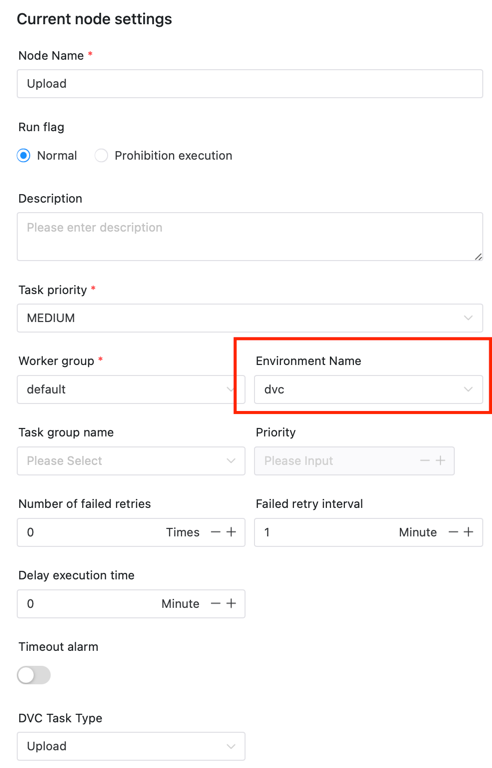 Current node settings
Node Name *
Upload
Run flag
Normal Prohibition execution
Description
Please enter description
Task priority *
MEDIUM
Worker group * Environment Name
default dvc
Task group name Priority
Please Select Please Input
Number of failed retries Failed retry interval
0 Times 1 Minute
Delay execution time
0 Minute
Timeout alarm
DVC Task Type
Upload